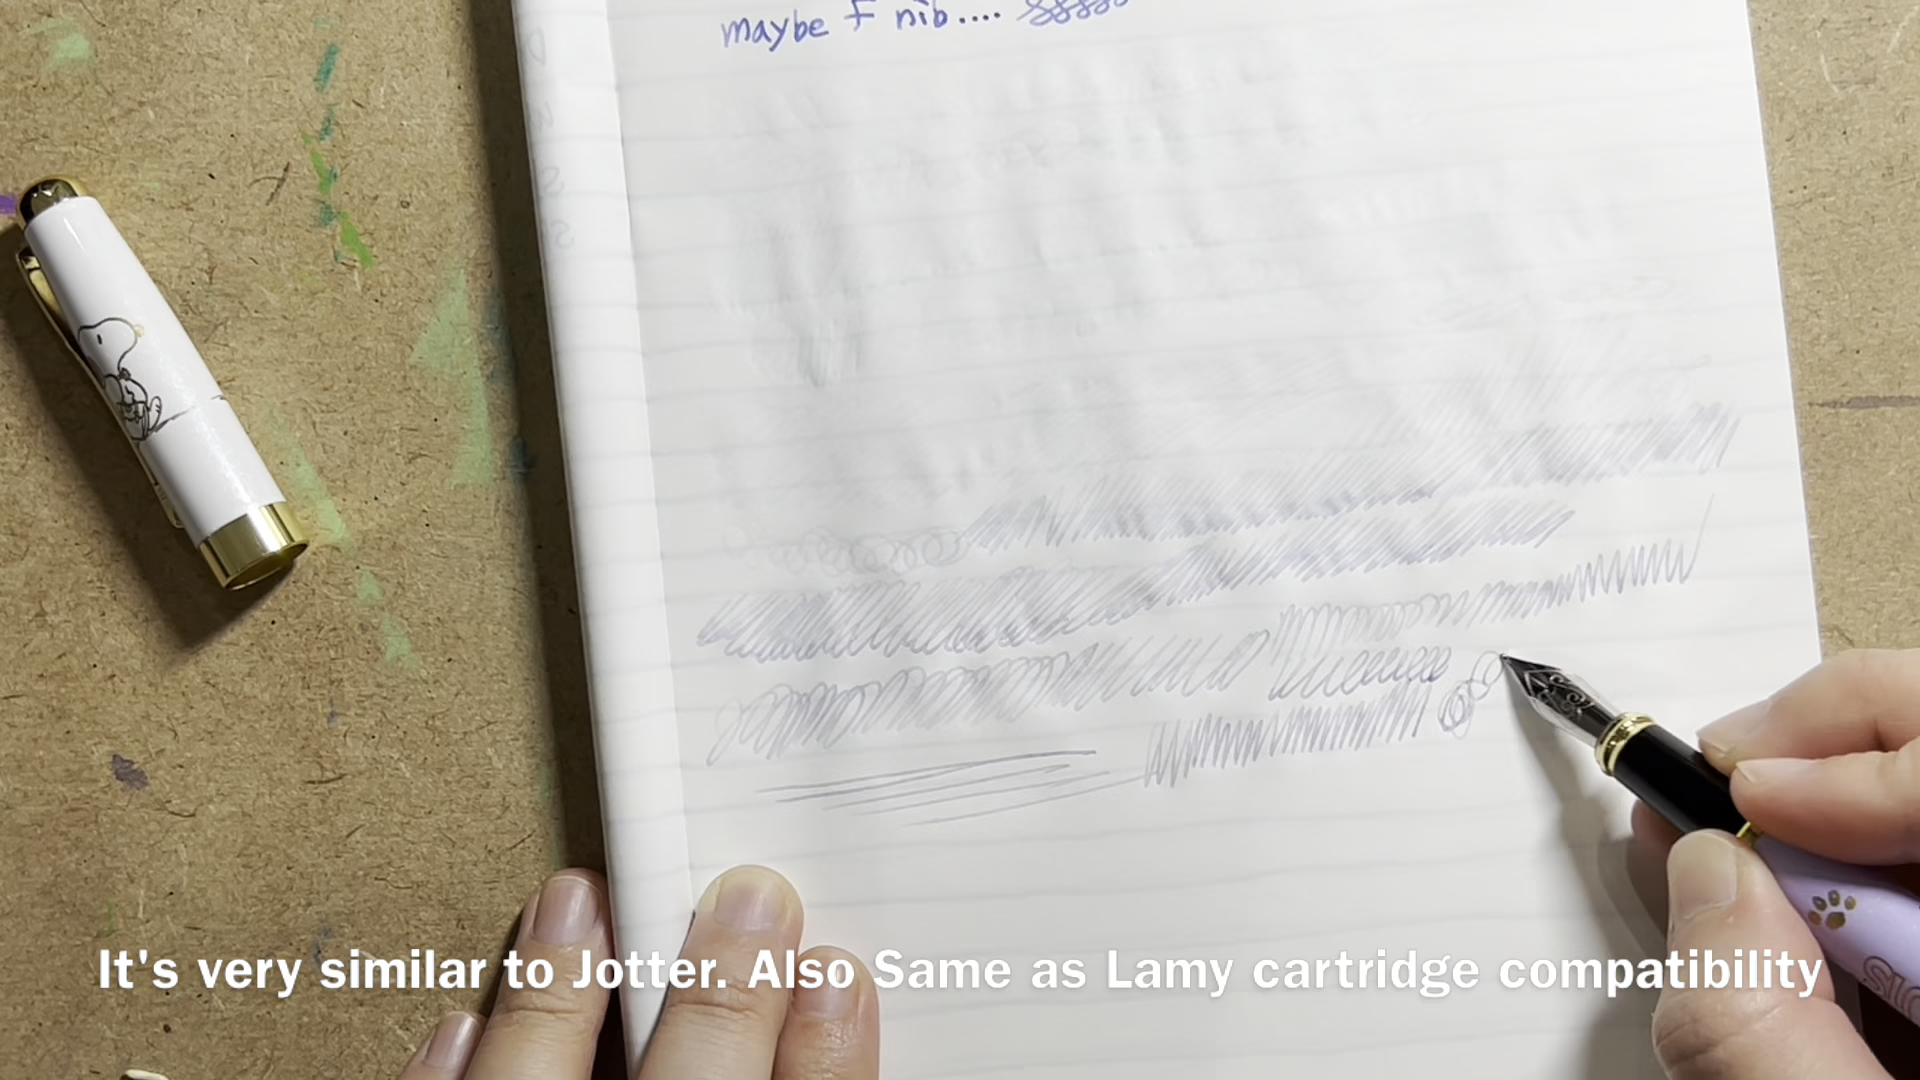 maybe F nib....
It's very similar to Jotter. Also Same as Lamy cartridge compatibility